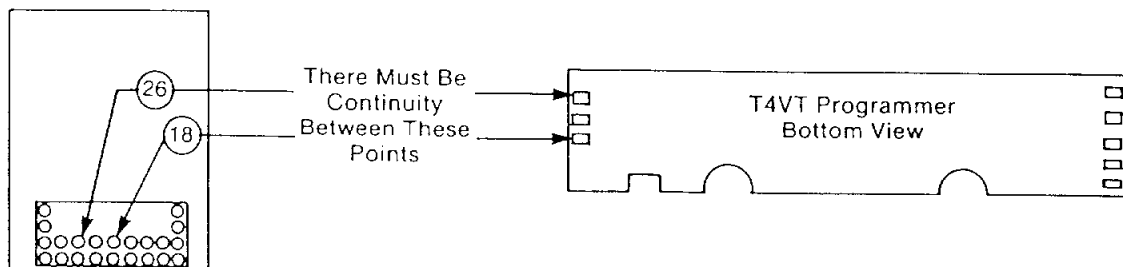 26
18
There Must Be
Continuity
Between These
Points
T4VT Programmer
Bottom View